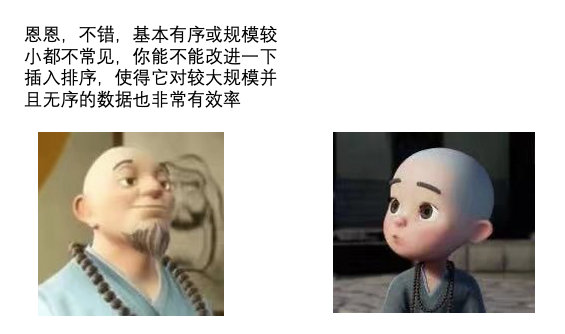 恩恩，不错，基本有序或规模较
小都不常见，你能不能改进一下
插入排序，使得它对较大规模并
且无序的数据也非常有效率